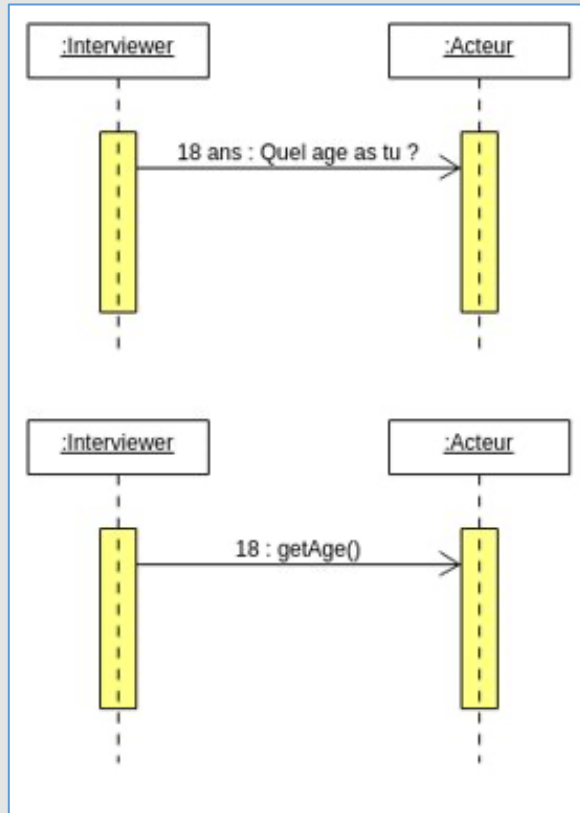 :Interviewer :Acteur
18 ans : Quel age as tu ?
:Interviewer :Acteur
18 : getAge()